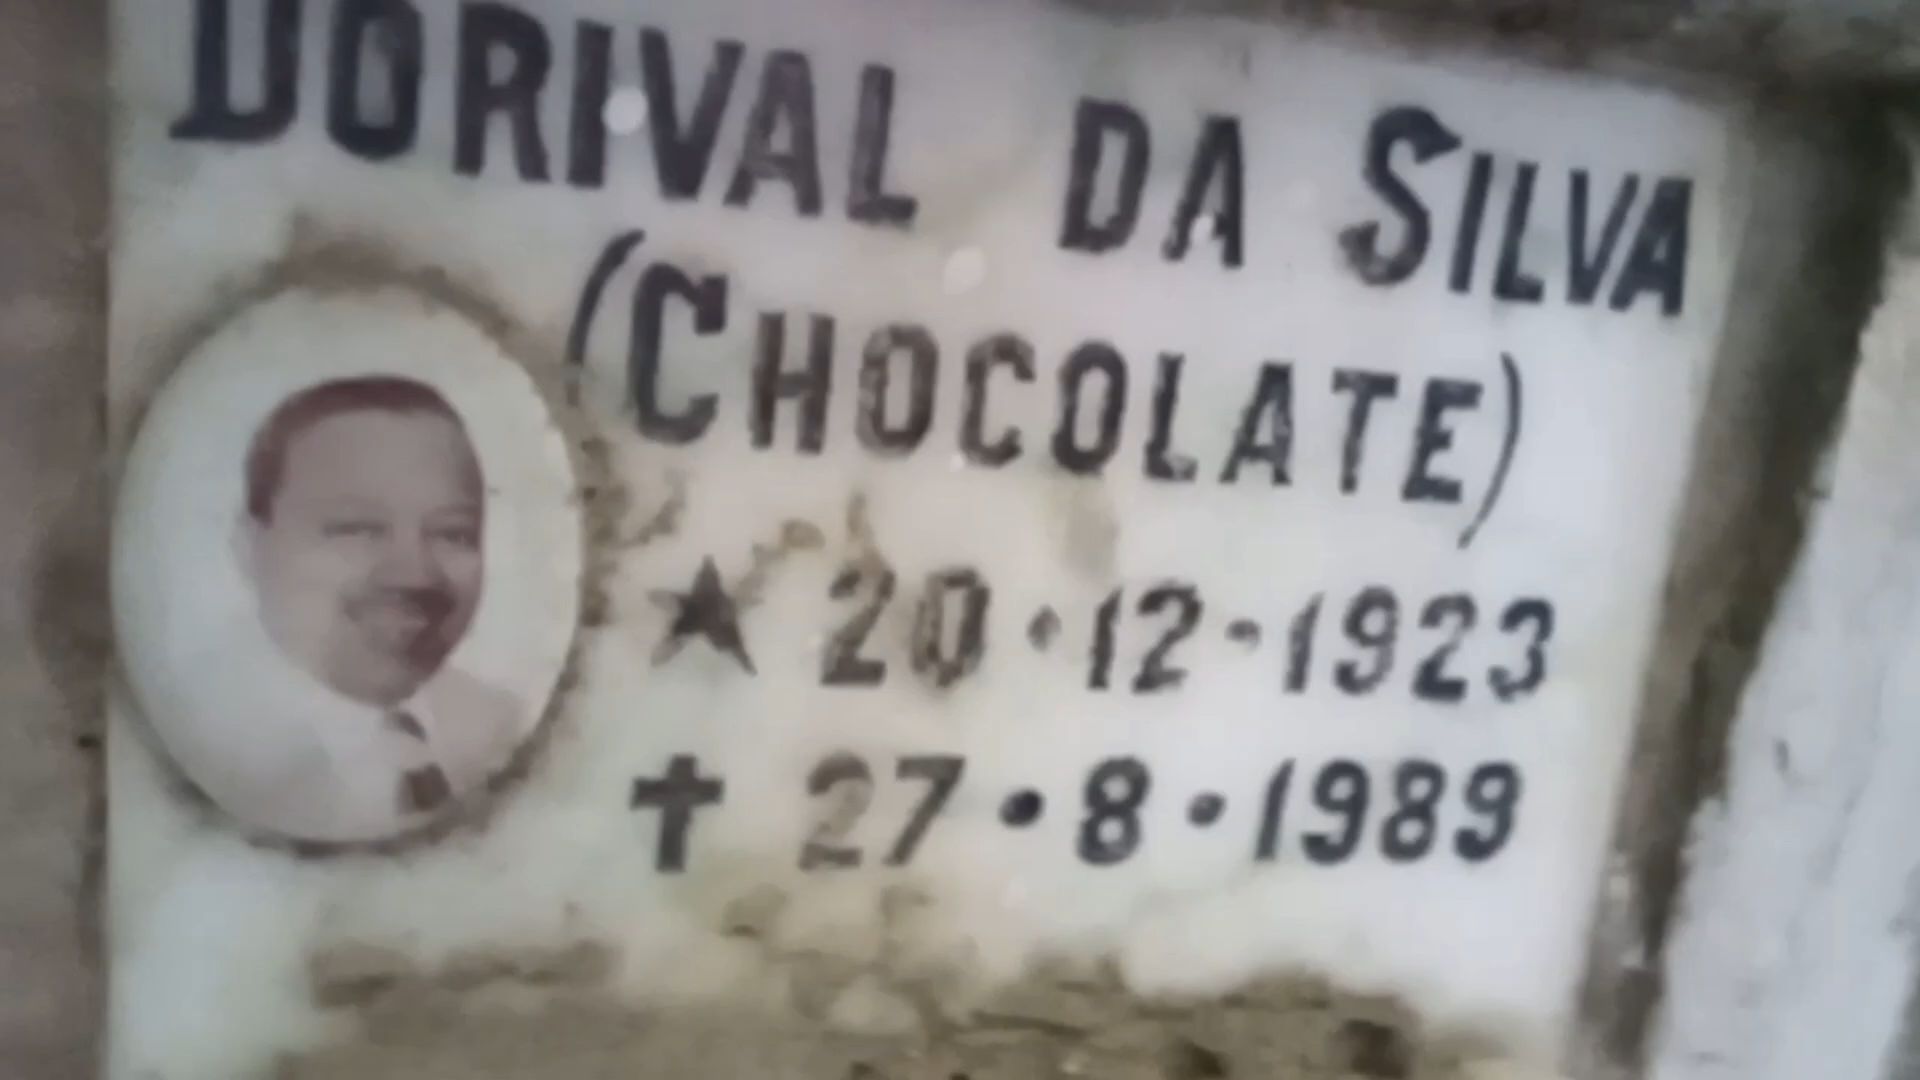 DORIVAL DA SILVA
(CHOCOLATE)
★ 20•12•1923
✝ 27•8•1989